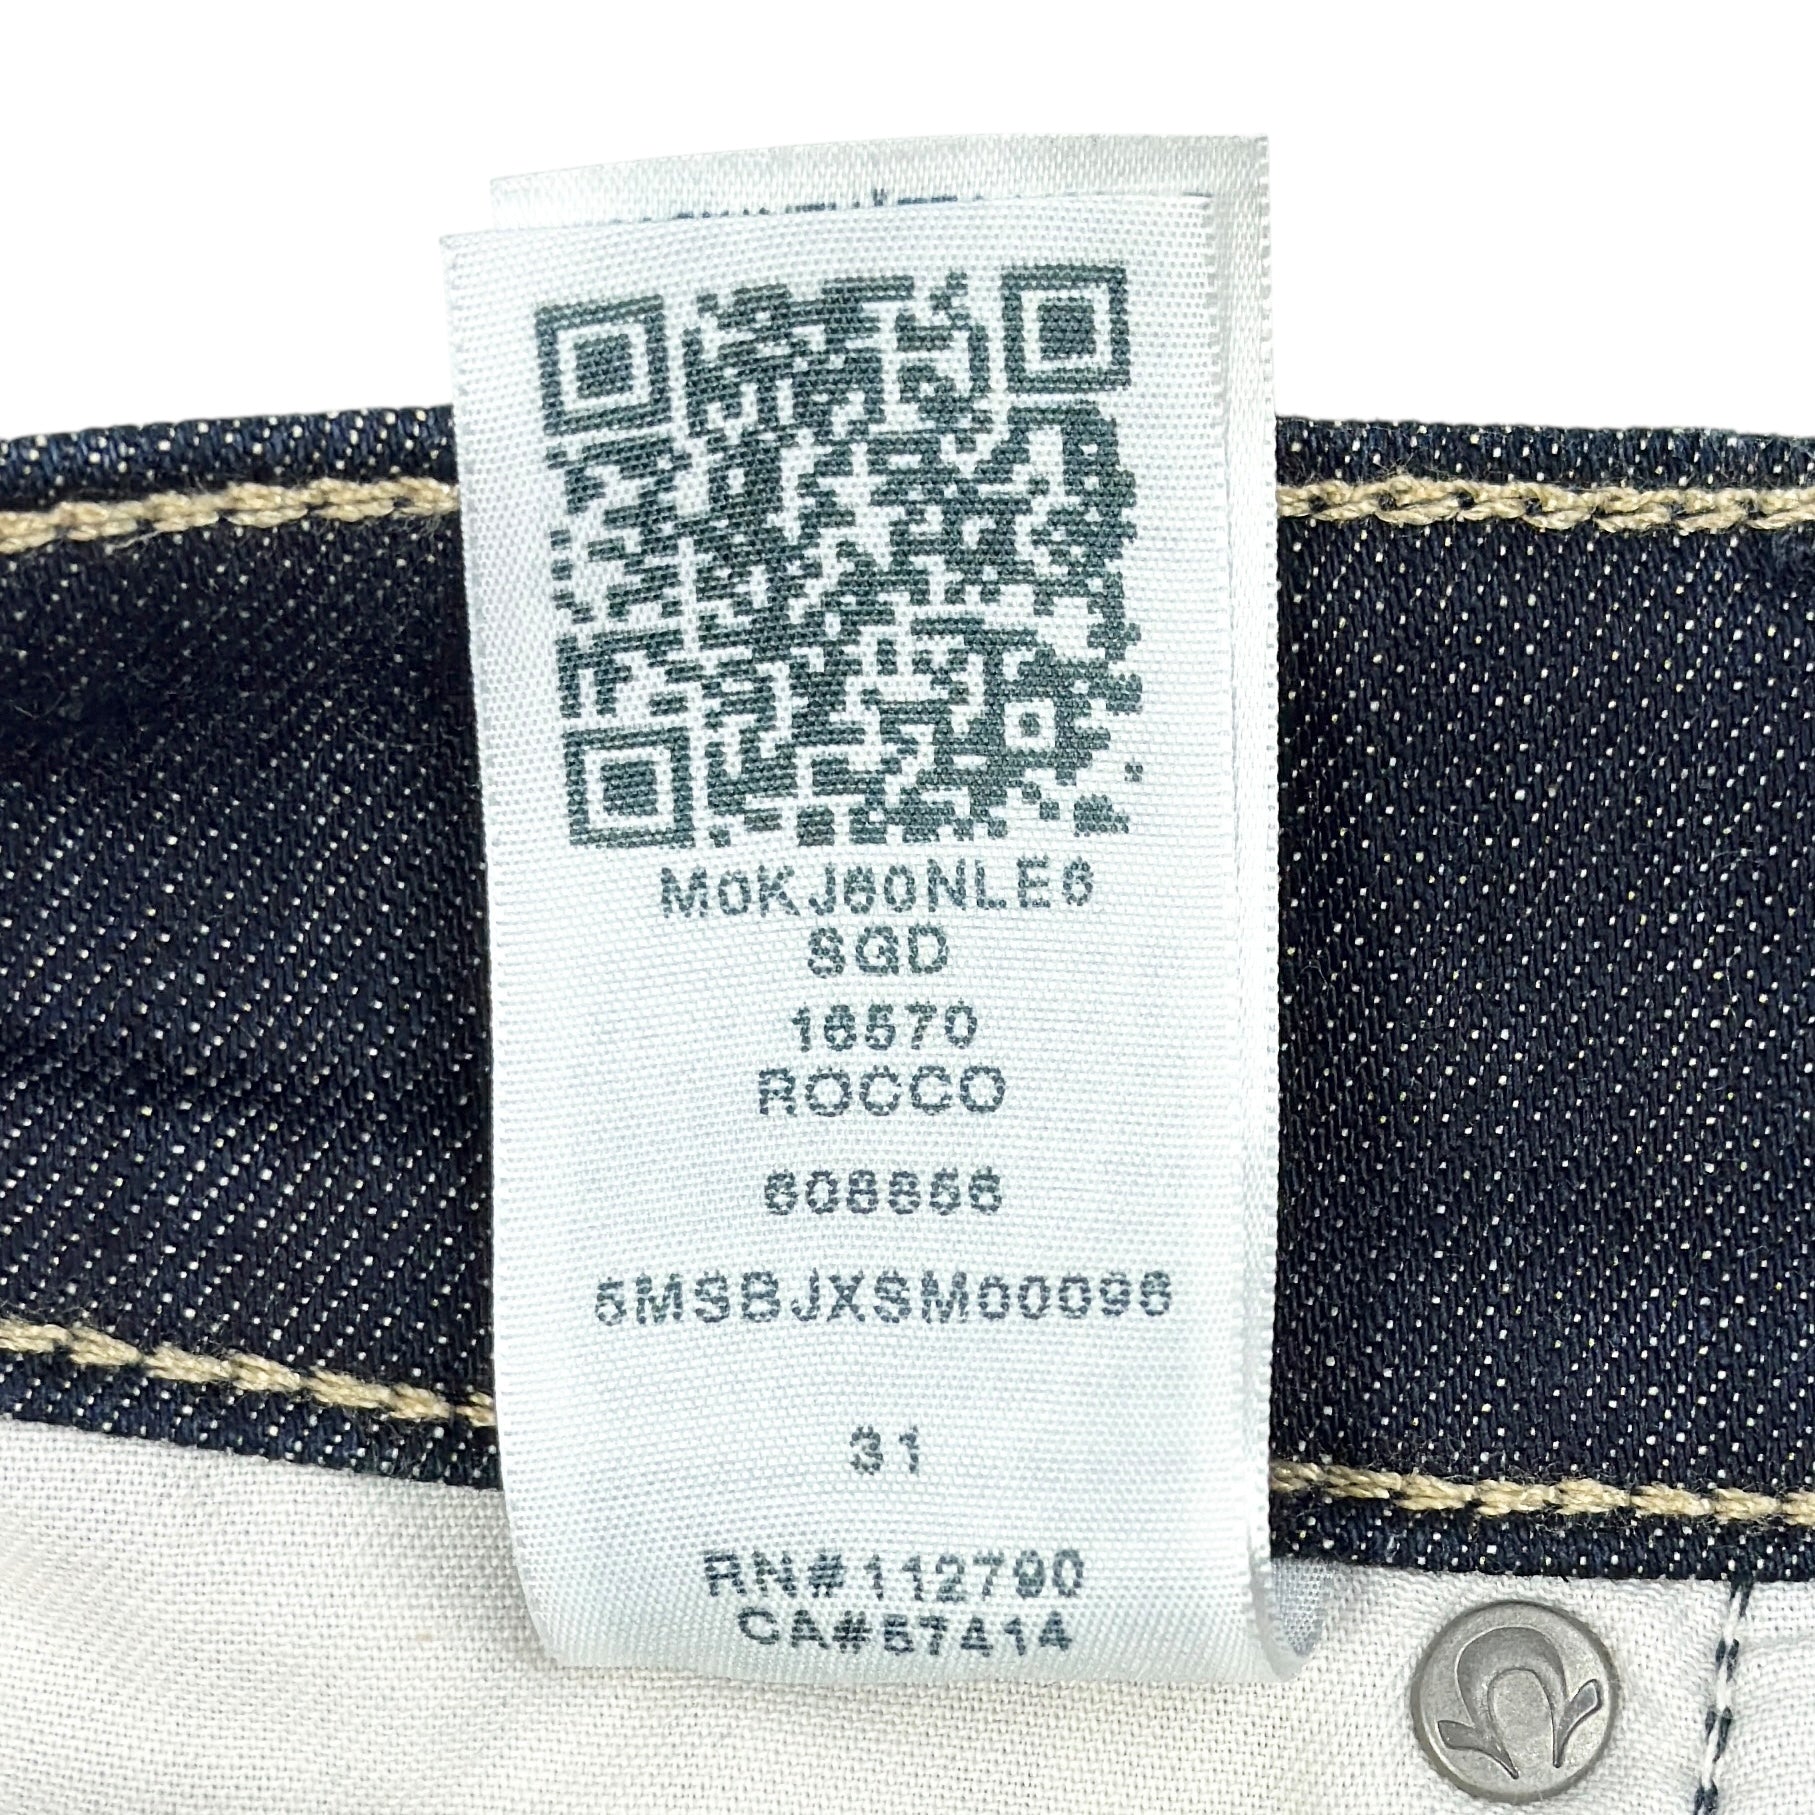 M0KJ60NLE6
SGD
16570
ROCCO
608856
5MSBJXSM00096
31
RN#112790
CA#57414